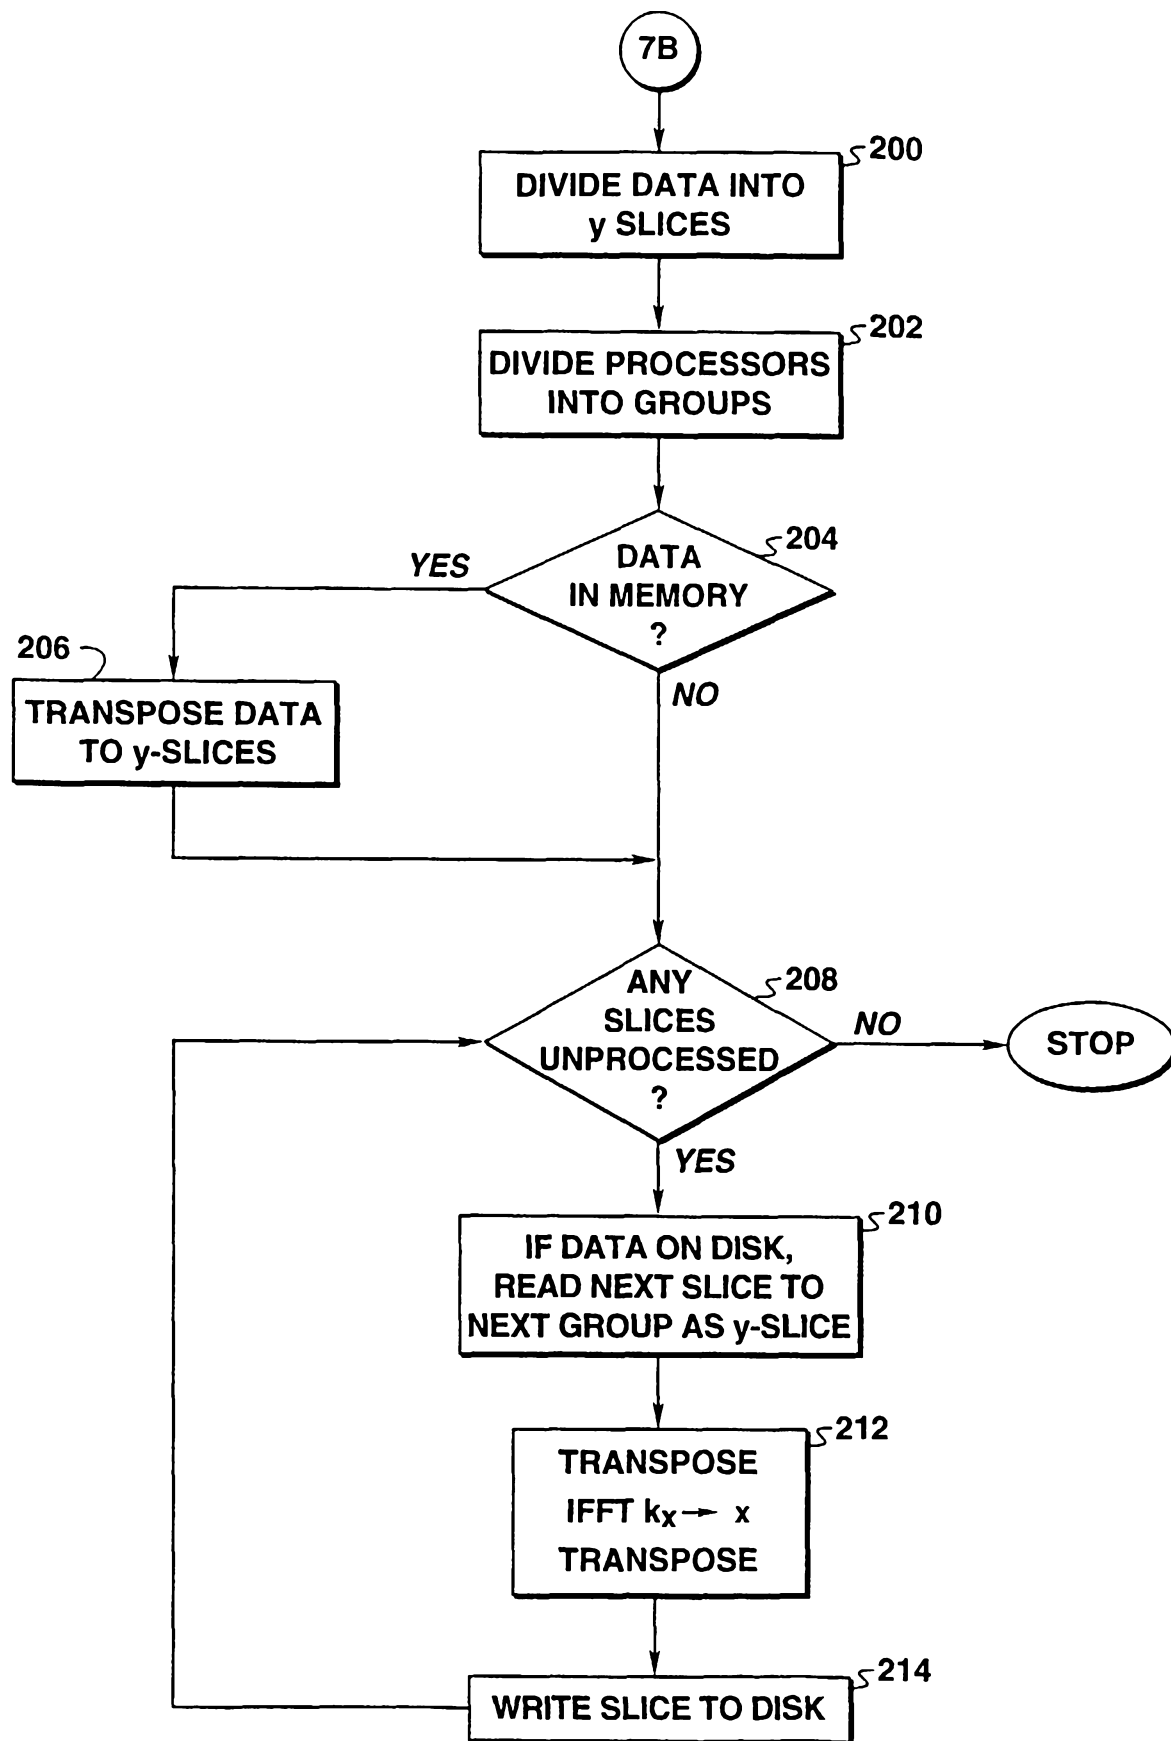 7B
200
DIVIDE DATA INTO
y SLICES
202
DIVIDE PROCESSORS
INTO GROUPS
204
DATA
IN MEMORY
?
YES
NO
206
TRANSPOSE DATA
TO y-SLICES
208
ANY
SLICES
UNPROCESSED
?
NO
STOP
YES
210
IF DATA ON DISK,
READ NEXT SLICE TO
NEXT GROUP AS y-SLICE
212
TRANSPOSE
IFFT kx → x
TRANSPOSE
214
WRITE SLICE TO DISK